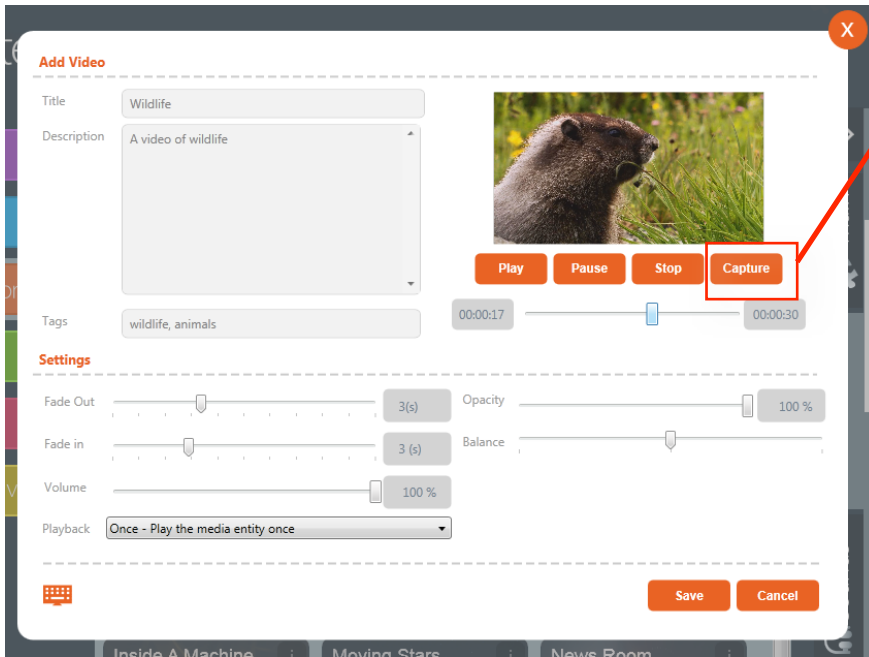 X
Add Video
Title
Wildlife
Description
A video of wildlife
Play
Pause
Stop
Capture
00:00:17
00:00:30
Tags
wildlife, animals
Settings
Fade Out
3(s)
Opacity
100 %
Fade in
3 (s)
Balance
Volume
100 %
Playback
Once - Play the media entity once
Save
Cancel
Inside A Machine
Moving Stars
News Room